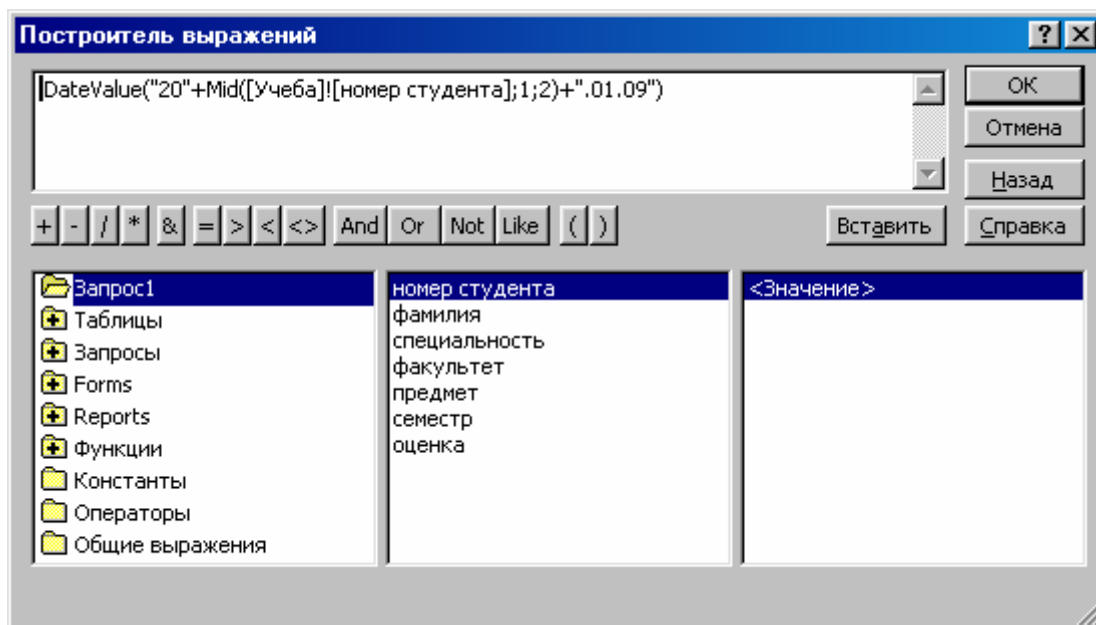 Построитель выражений
DateValue("20"+Mid([Учеба]![номер студента];1;2)+".01.09")
ОК
Отмена
Назад
+ - / * & = > < <> And Or Not Like ( ) Вставить Справка
Запрос1
Таблицы
Запросы
Forms
Reports
Функции
Константы
Операторы
Общие выражения
номер студента
фамилия
специальность
факультет
предмет
семестр
оценка
<Значение>